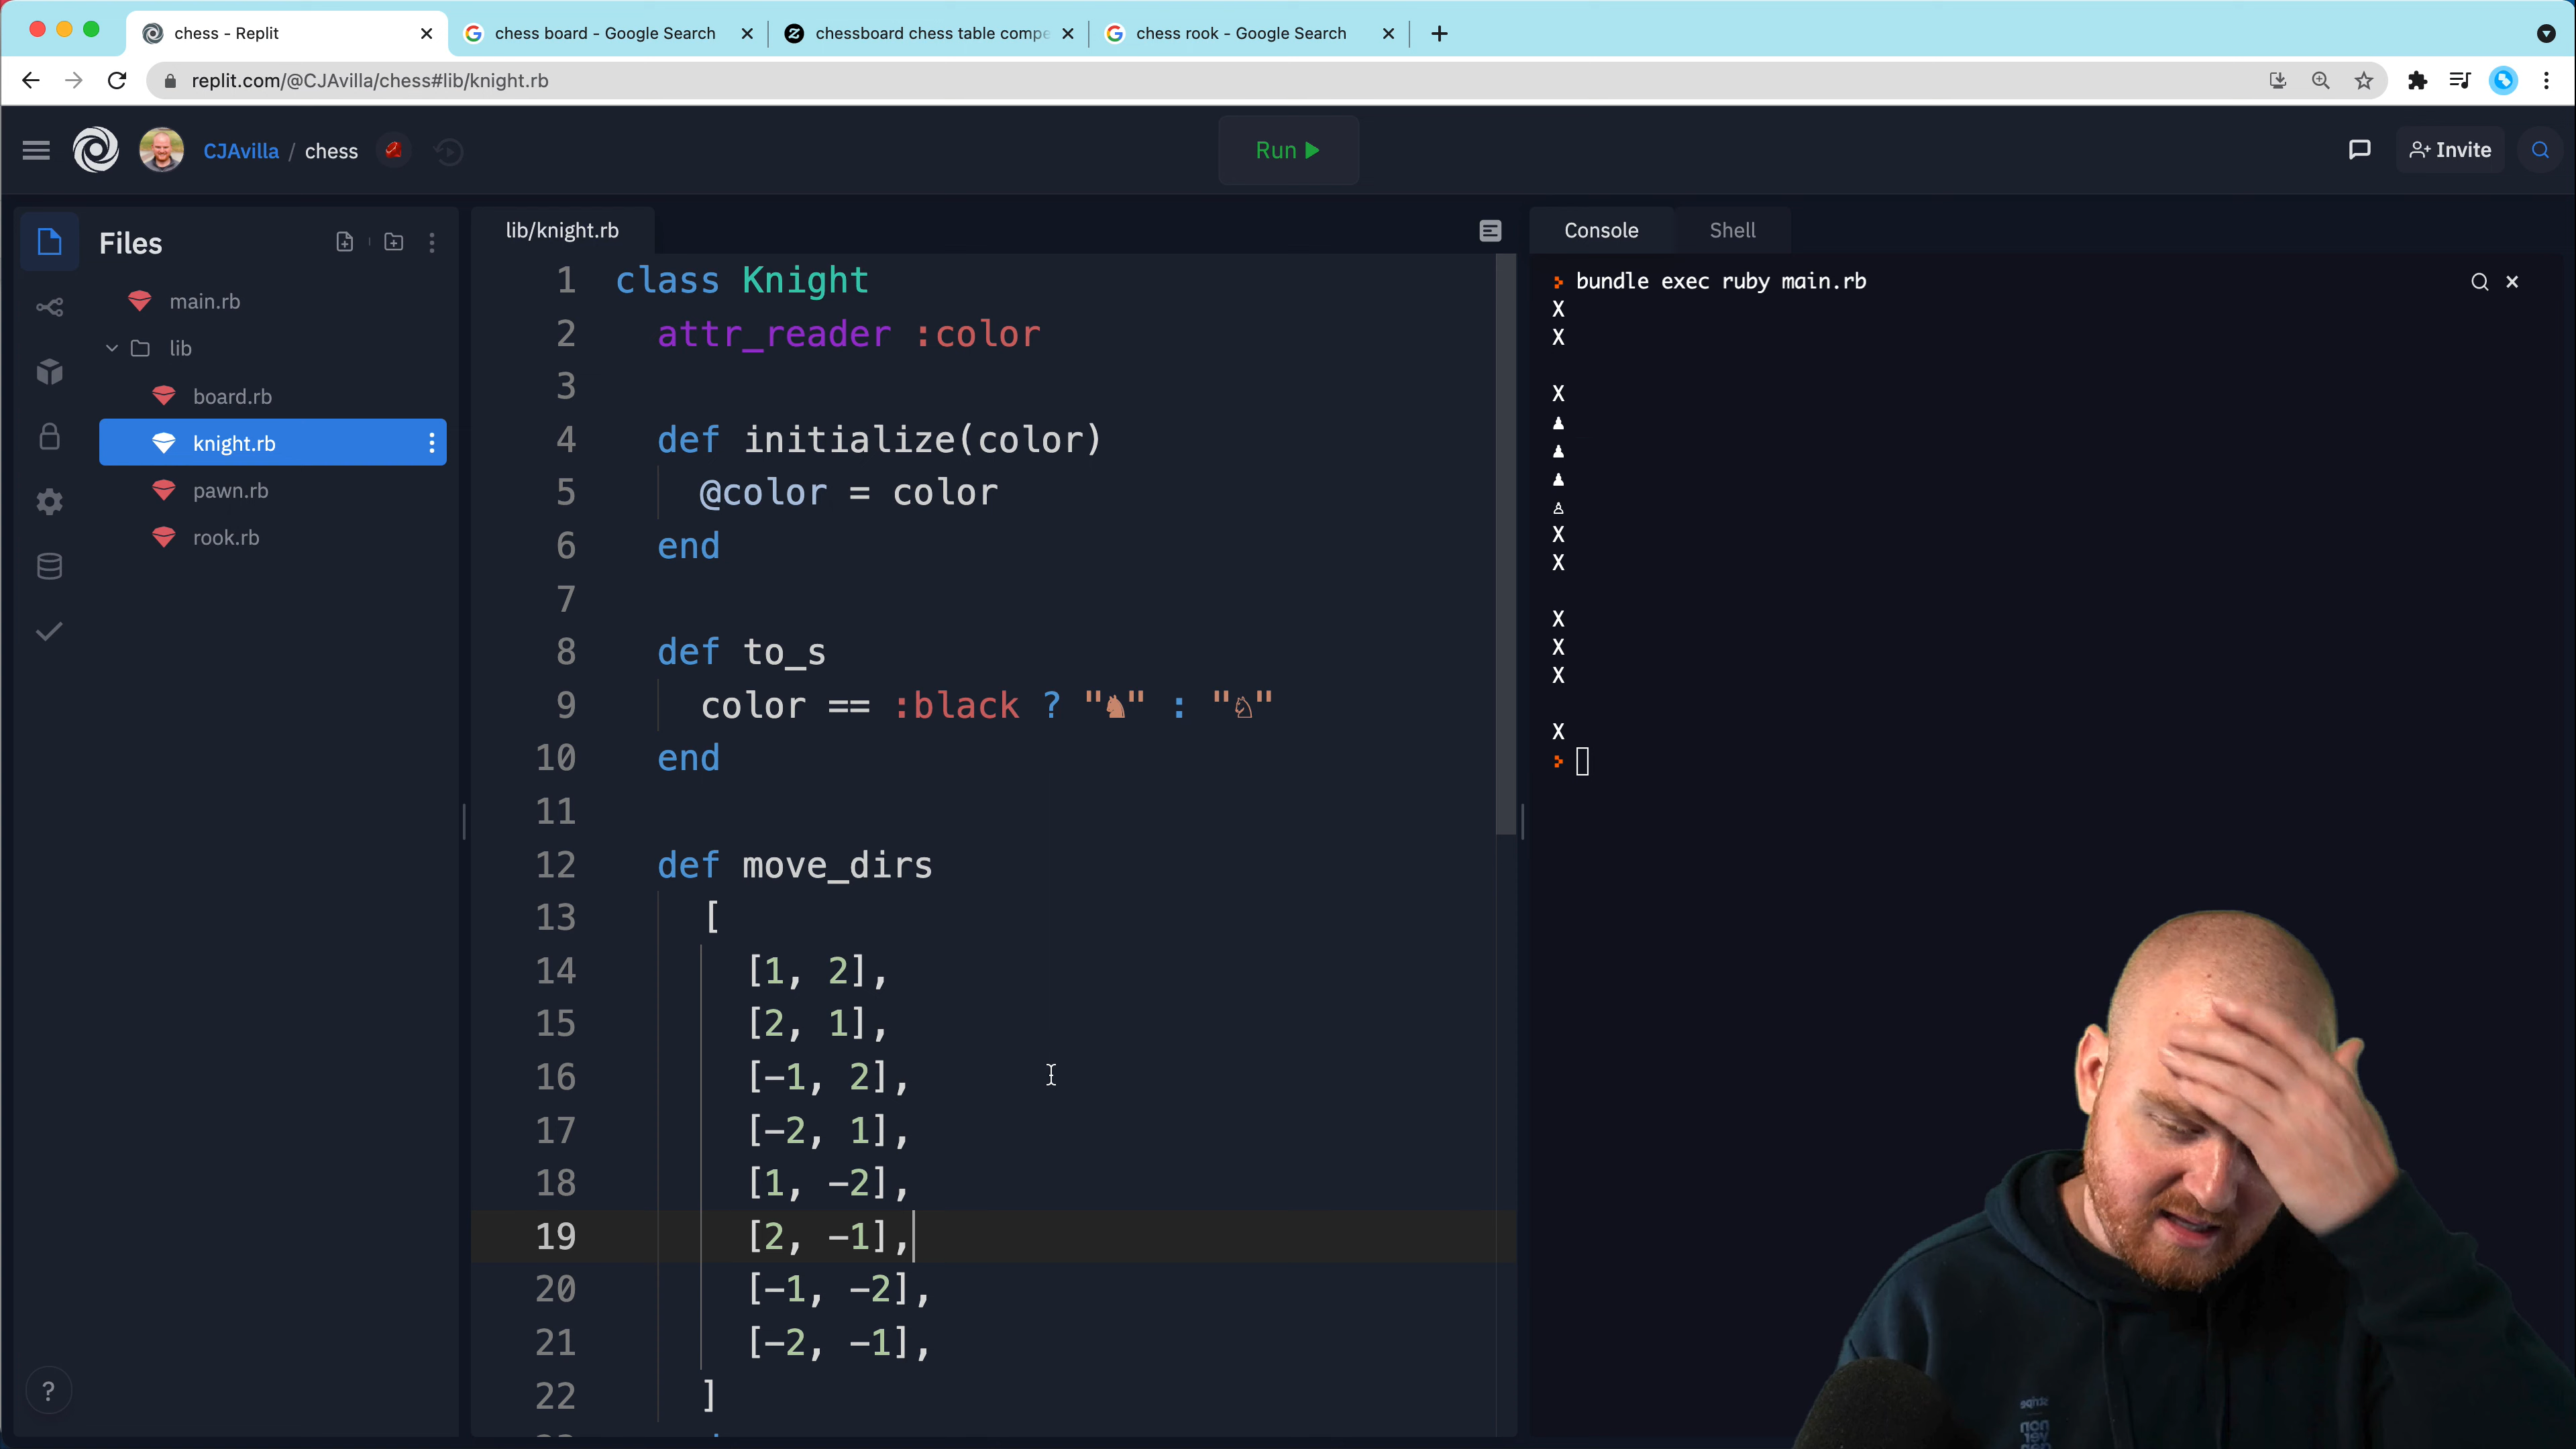 chess - Replit
chess board - Google Search
chessboard chess table compe
chess rook - Google Search
replit.com/@CJAvilla/chess#lib/knight.rb
CJAvilla / chess
Run
Invite
Files
main.rb
lib
board.rb
knight.rb
pawn.rb
rook.rb
?
lib/knight.rb
1 class Knight
2 attr_reader :color
3
4 def initialize(color)
5 @color = color
6 end
7
8 def to_s
9 color == :black ? "♞" : "♘"
10 end
11
12 def move_dirs
13 [
14 [1, 2],
15 [2, 1],
16 [-1, 2],
17 [-2, 1],
18 [1, -2],
19 [2, -1],
20 [-1, -2],
21 [-2, -1],
22 ]
Console
Shell
bundle exec ruby main.rb
X
X
X
♟
♟
♟
♙
X
X
X
X
X
X